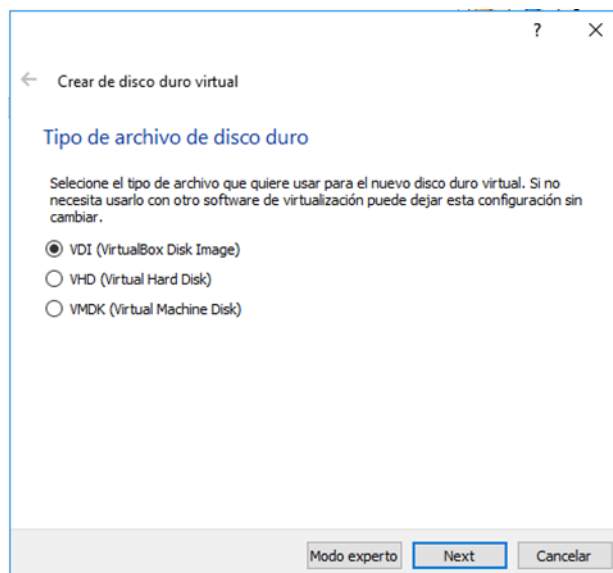 ?
Crear de disco duro virtual
Tipo de archivo de disco duro
Selecione el tipo de archivo que quiere usar para el nuevo disco duro virtual. Si no
necesita usarlo con otro software de virtualización puede dejar esta configuración sin
cambiar.
VDI (VirtualBox Disk Image)
VHD (Virtual Hard Disk)
VMDK (Virtual Machine Disk)
Modo experto Next Cancelar